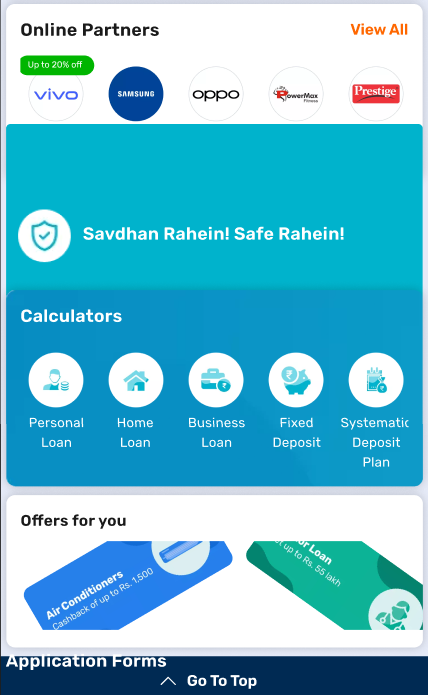 Online Partners View All
Up to 20% off
vivo SAMSUNG oppo PowerMax Fitness Prestige
Savdhan Rahein! Safe Rahein!
Calculators
Personal Loan
Home Loan
Business Loan
Fixed Deposit
Systematic Deposit Plan
Offers for you
Air Conditioners
Cashback of up to Rs. 1,500
or Loan
of up to Rs. 55 lakh
Application Forms
Go To Top